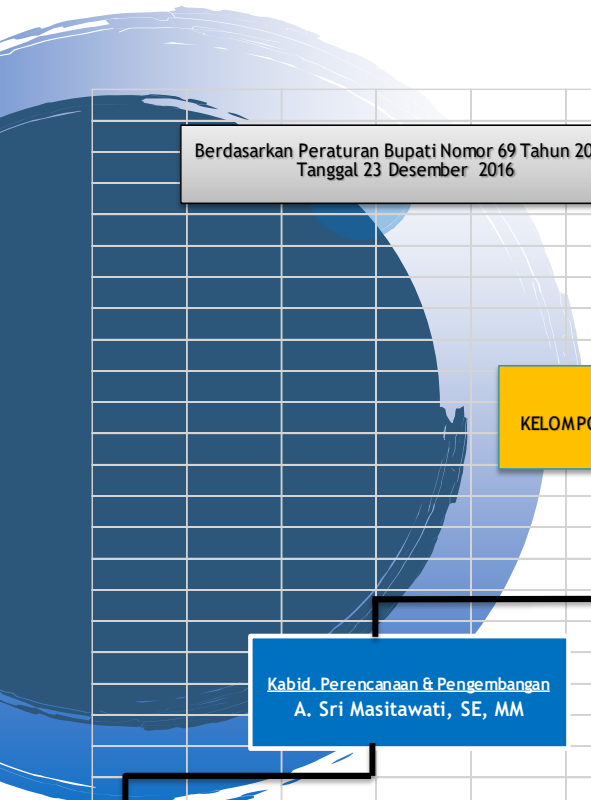 Berdasarkan Peraturan Bupati Nomor 69 Tahun 20
Tanggal 23 Desember 2016
KELOMPO
Kabid. Perencanaan & Pengembangan
A. Sri Masitawati, SE, MM